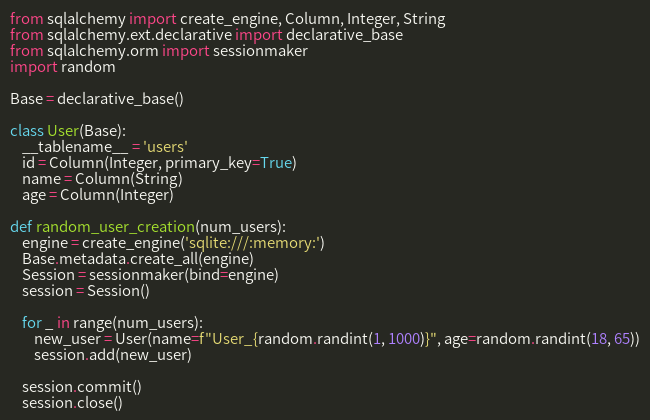 from sqlalchemy import create_engine, Column, Integer, String
from sqlalchemy.ext.declarative import declarative_base
from sqlalchemy.orm import sessionmaker
import random

Base = declarative_base()

class User(Base):
    __tablename__ = 'users'
    id = Column(Integer, primary_key=True)
    name = Column(String)
    age = Column(Integer)

def random_user_creation(num_users):
    engine = create_engine('sqlite:///:memory:')
    Base.metadata.create_all(engine)
    Session = sessionmaker(bind=engine)
    session = Session()

    for _ in range(num_users):
        new_user = User(name=f"User_{random.randint(1, 1000)}", age=random.randint(18, 65))
        session.add(new_user)

    session.commit()
    session.close()